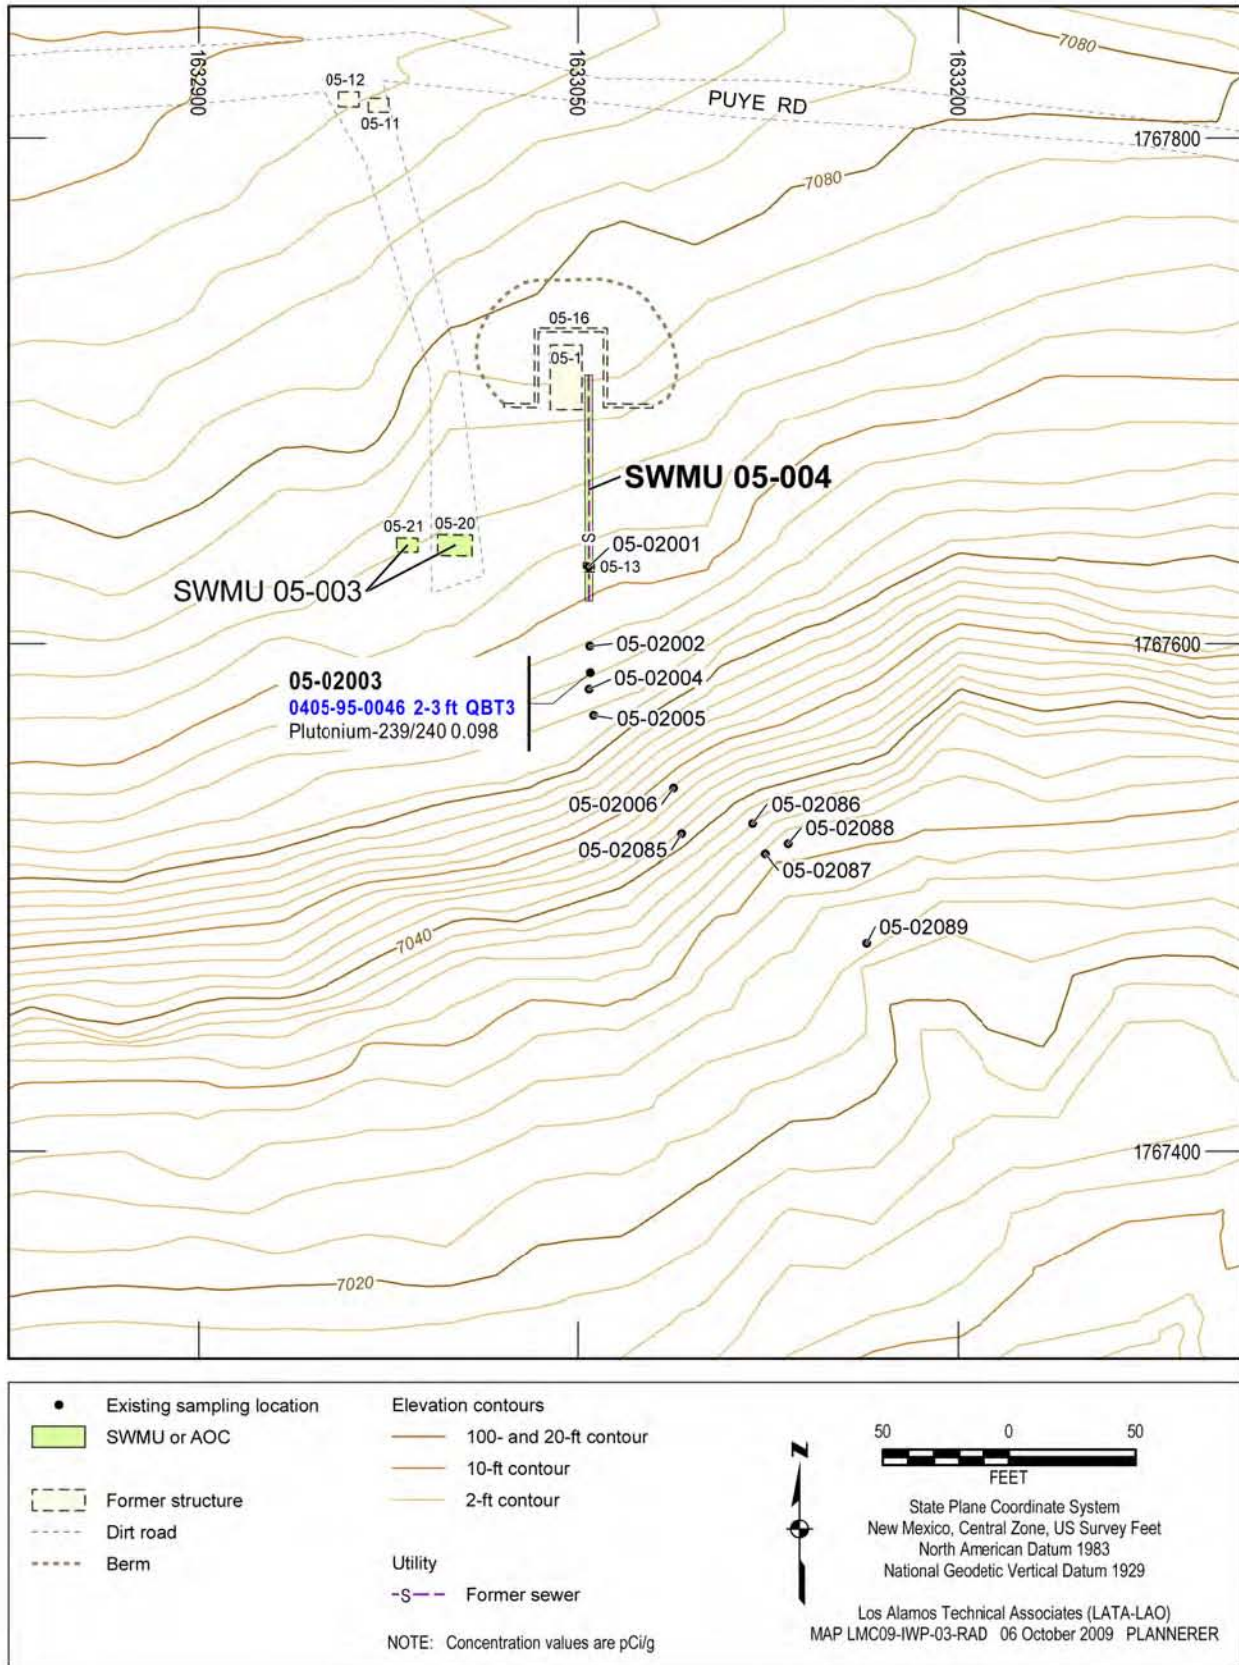 1632900
1633050
1633200
7080
05-12
05-11
PUYE RD
1767800
7080
05-16
05-1
SWMU 05-004
S
05-21
05-20
05-02001
05-13
SWMU 05-003
05-02002
1767600
05-02003
0405-95-0046 2-3 ft QBT3
Plutonium-239/240 0.098
05-02004
05-02005
05-02006
05-02086
05-02088
05-02085
05-02087
7040
05-02089
1767400
7020
Existing sampling location
SWMU or AOC
Former structure
Dirt road
Berm
Elevation contours
100- and 20-ft contour
10-ft contour
2-ft contour
Utility
S
Former sewer
NOTE: Concentration values are pCi/g
N
50 0 50
FEET
State Plane Coordinate System
New Mexico, Central Zone, US Survey Feet
North American Datum 1983
National Geodetic Vertical Datum 1929
Los Alamos Technical Associates (LATA-LAO)
MAP LMC09-IWP-03-RAD 06 October 2009 PLANNERER